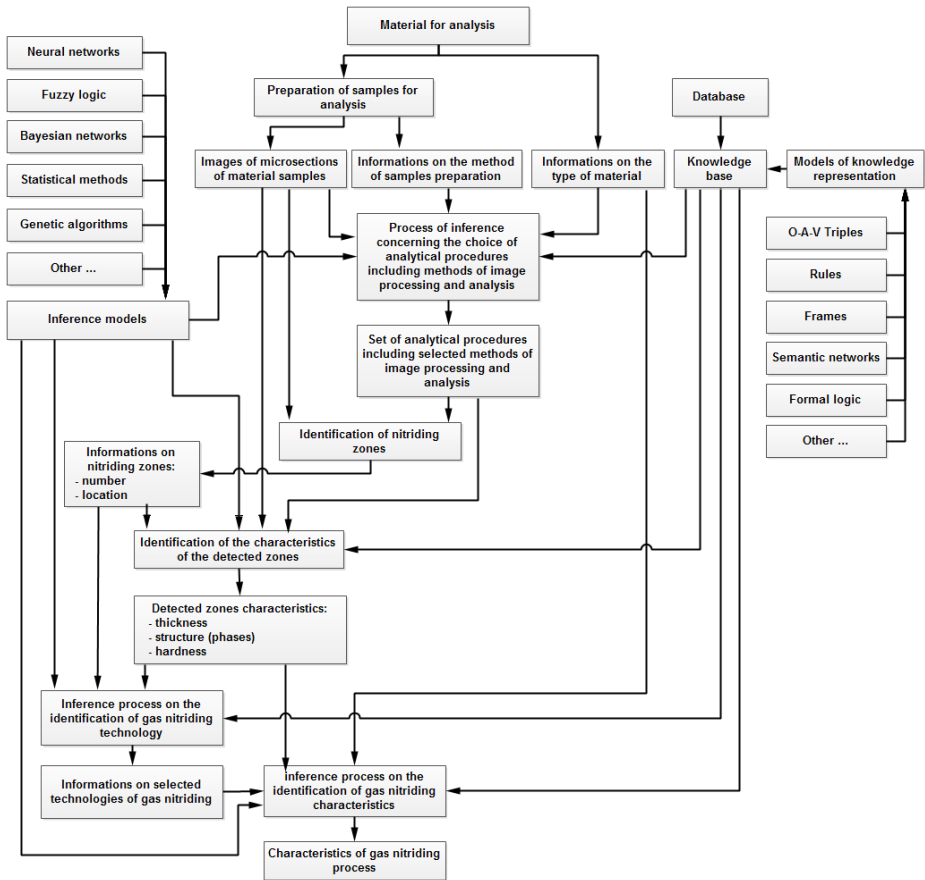 Material for analysis
Neural networks
Fuzzy logic
Bayesian networks
Statistical methods
Genetic algorithms
Other ...
Inference models
Preparation of samples for
analysis
Database
Images of microsections
of material samples
Informations on the method
of samples preparation
Informations on the
type of material
Knowledge
base
Models of knowledge
representation
O-A-V Triples
Rules
Frames
Semantic networks
Formal logic
Other ...
Process of inference
concerning the choice of
analytical procedures
including methods of image
processing and analysis
Set of analytical procedures
including selected methods of
image processing and
analysis
Identification of nitriding
zones
Informations on
nitriding zones:
- number
- location
Identification of the characteristics
of the detected zones
Detected zones characteristics:
- thickness
- structure (phases)
- hardness
Inference process on the
identification of gas nitriding
technology
Informations on selected
technologies of gas nitriding
Inference process on the
identification of gas nitriding
characteristics
Characteristics of gas nitriding
process